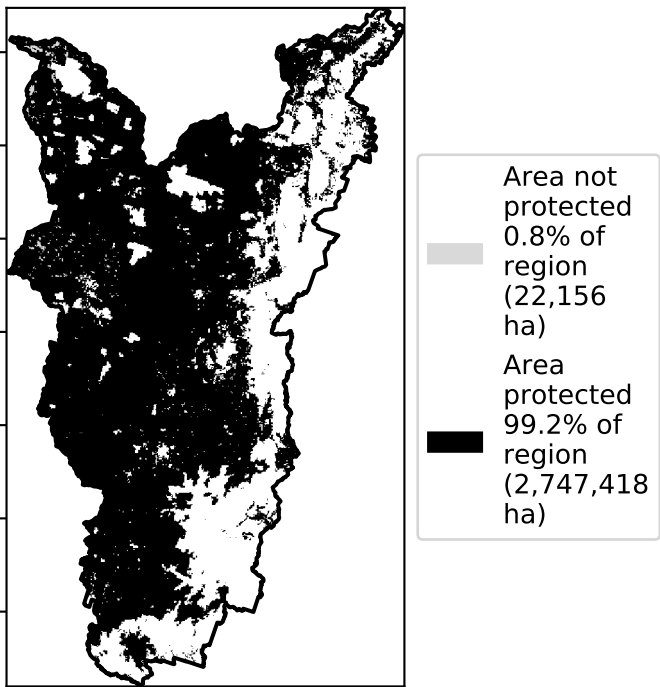 Area not
protected
0.8% of
region
(22,156
ha)
Area
protected
99.2% of
region
(2,747,418
ha)